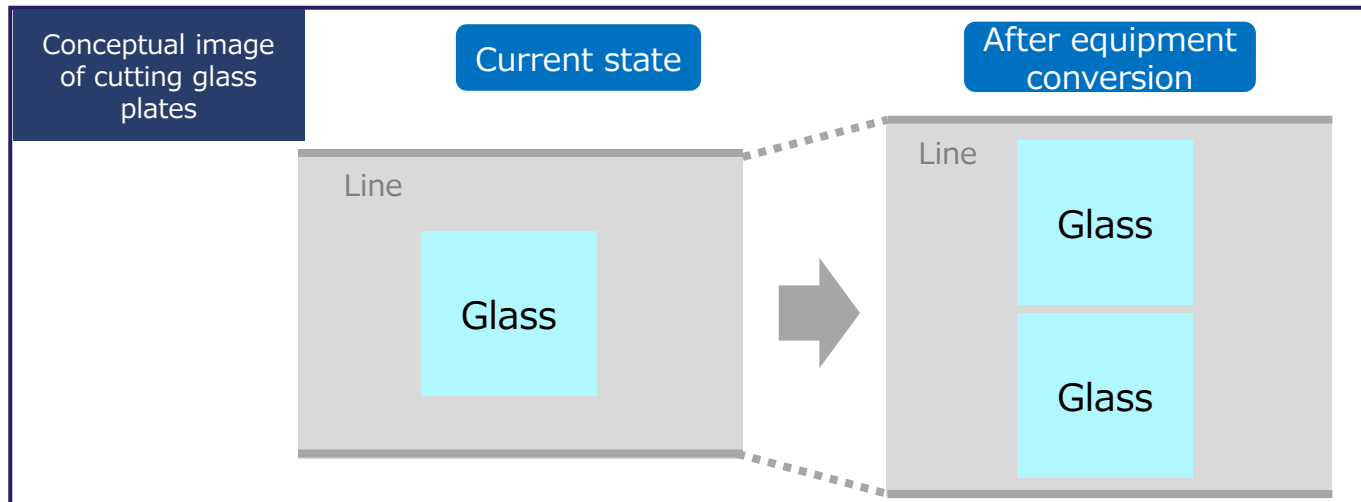 Conceptual image
of cutting glass
plates
Current state
After equipment
conversion
Line
Glass
Line
Glass
Glass